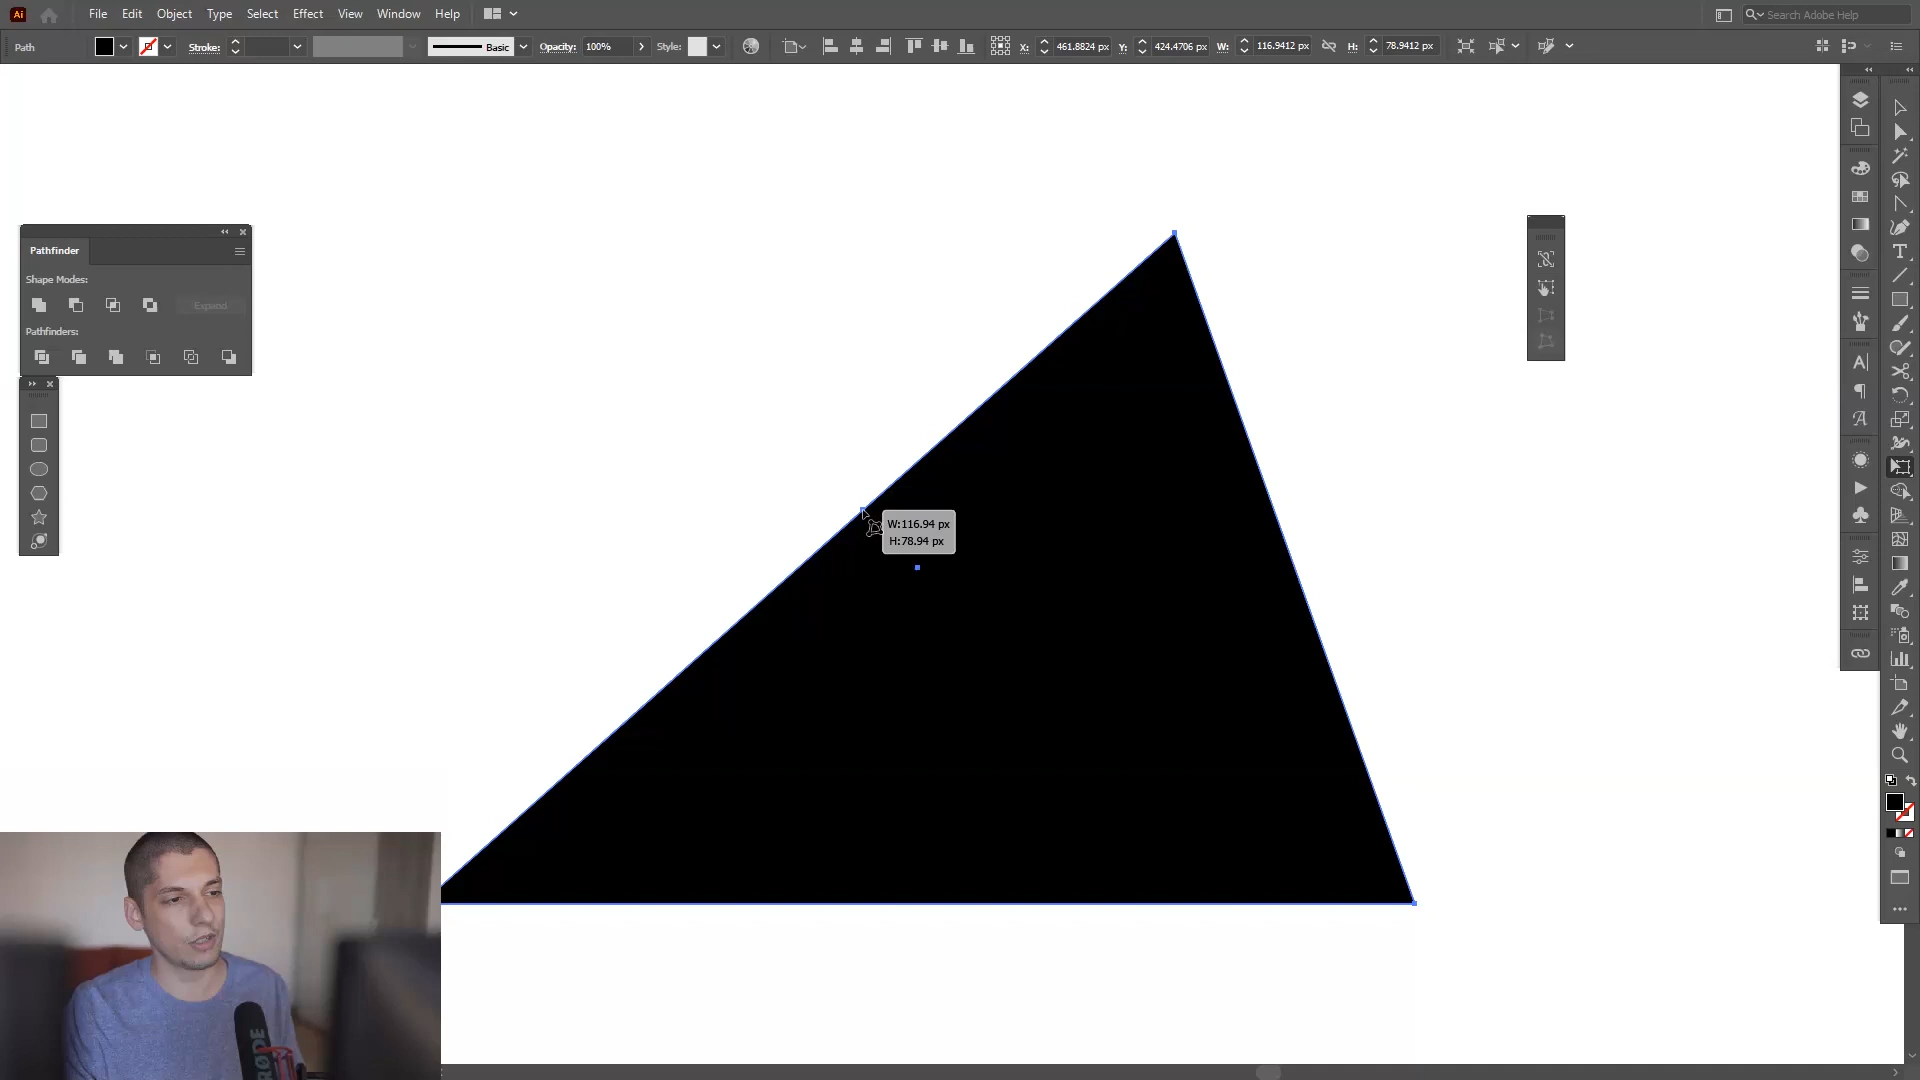 Ai File Edit Object Type Select Effect View Window Help Search Adobe Help
Path Stroke: Basic Opacity: 100% Style: X: 461.8824 px Y: 424.4706 px W: 116.9412 px H: 78.9412 px
Pathfinder
Shape Modes:
Expand
Pathfinders:
W:116.94 px
H:78.94 px
RØDE